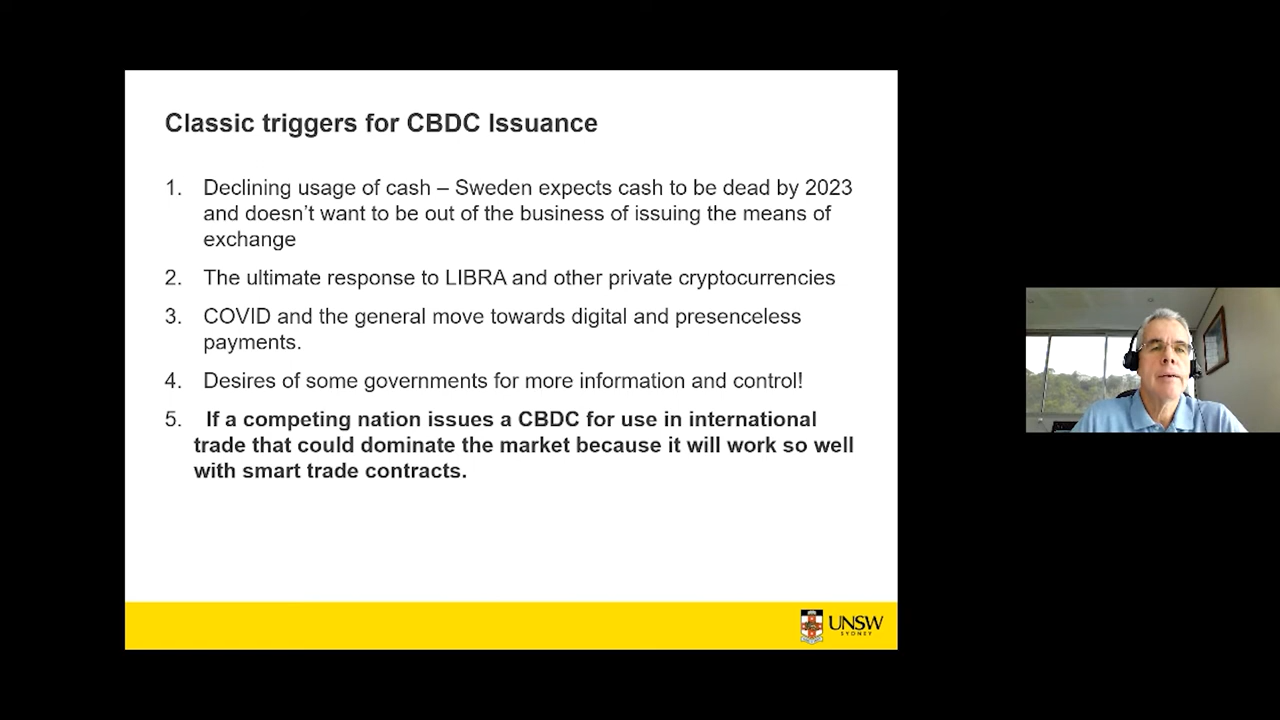 Classic triggers for CBDC Issuance
1. Declining usage of cash – Sweden expects cash to be dead by 2023
and doesn’t want to be out of the business of issuing the means of
exchange
2. The ultimate response to LIBRA and other private cryptocurrencies
3. COVID and the general move towards digital and presenceless
payments.
4. Desires of some governments for more information and control!
5. If a competing nation issues a CBDC for use in international
trade that could dominate the market because it will work so well
with smart trade contracts.
UNSW
SYDNEY